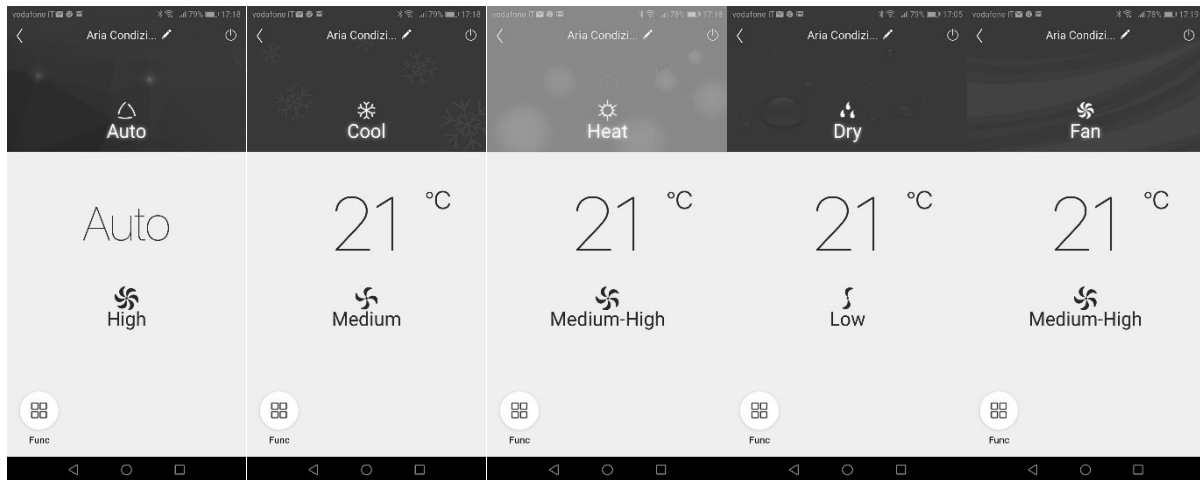 vodafone IT 79% 17:18
Aria Condizi...
Auto
Auto
High
Func
vodafone IT 79% 17:18
Aria Condizi...
Cool
21 °C
Medium
Func
vodafone IT 78% 17:18
Aria Condizi...
Heat
21 °C
Medium-High
Func
vodafone IT 79% 17:05
Aria Condizi...
Dry
21 °C
Low
Func
vodafone IT 78% 17:19
Aria Condizi...
Fan
21 °C
Medium-High
Func